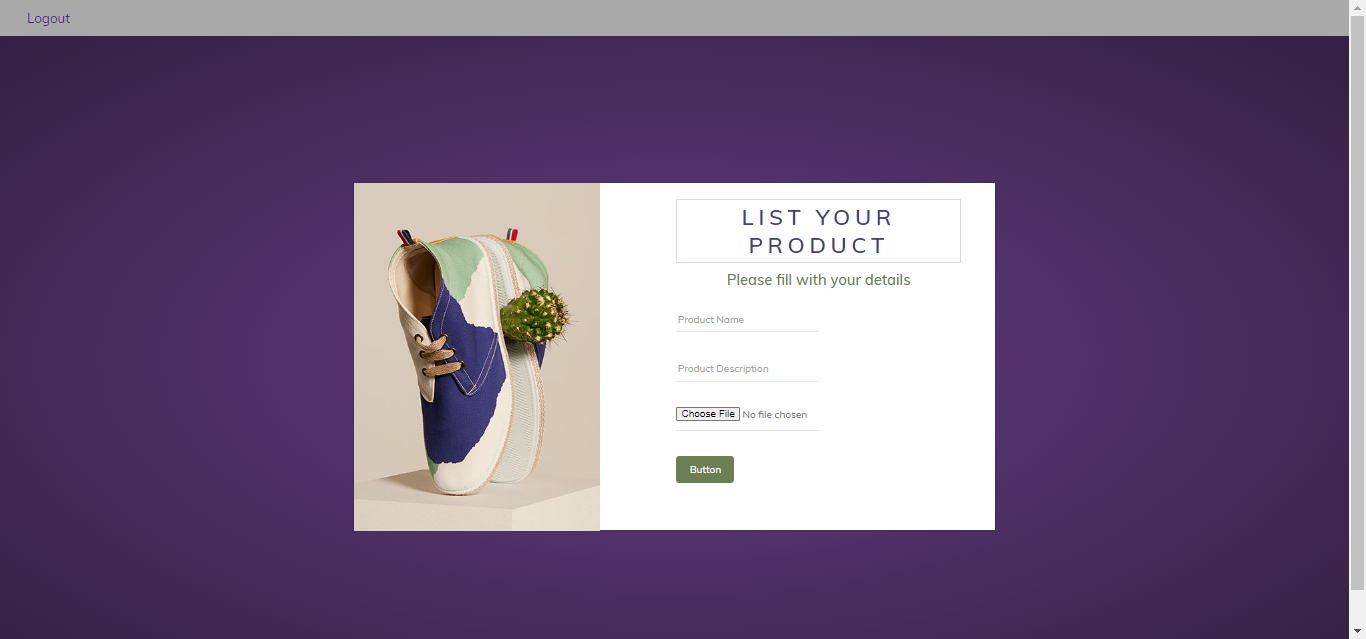 Logout
LIST YOUR
PRODUCT
Please fill with your details
Product Name
Product Description
Choose File No file chosen
Button